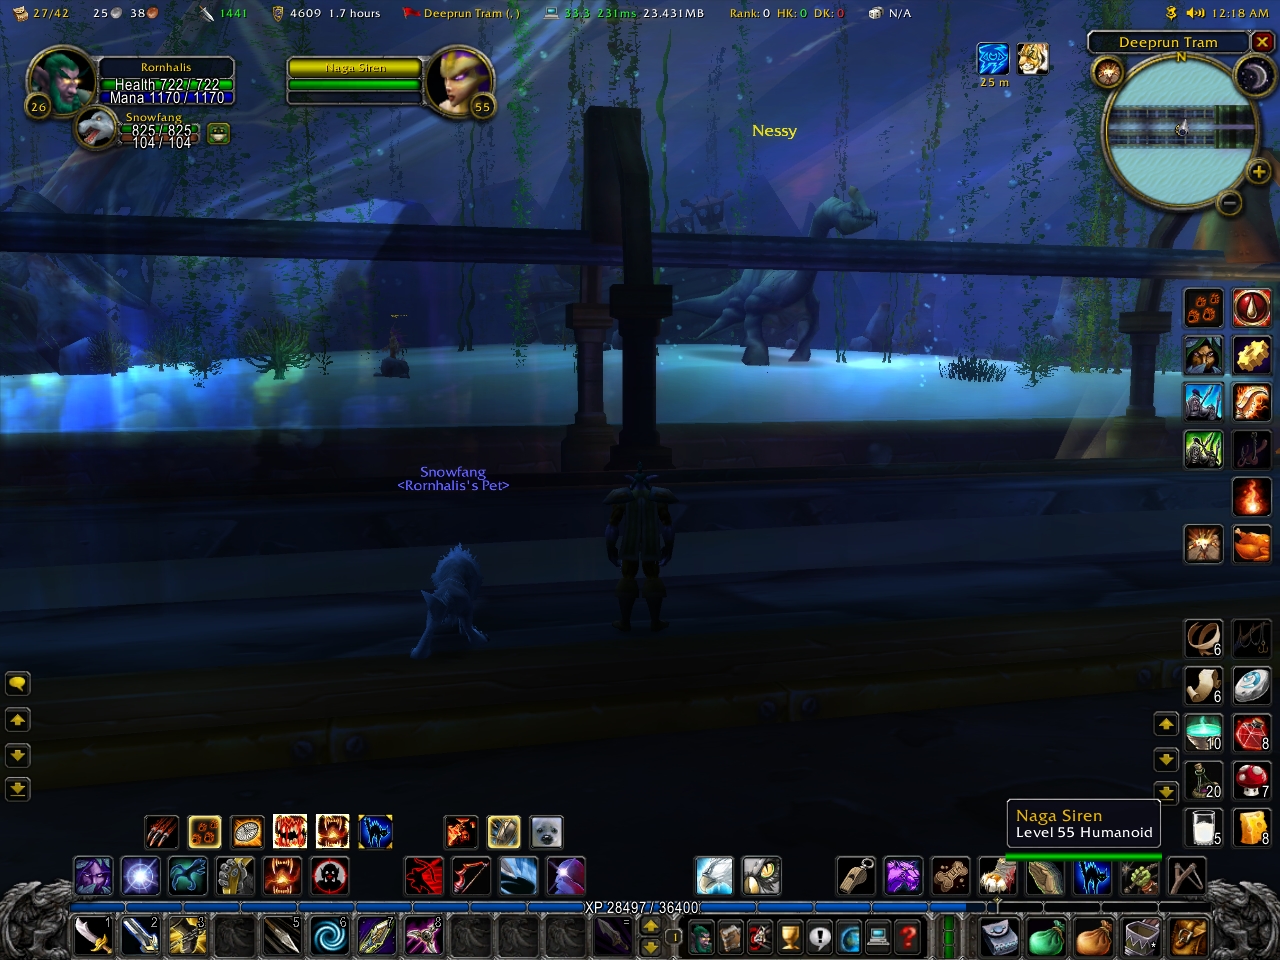 27/42 25 38 1441 4609 1.7 hours Deeprun Tram (, ) 33.3 231ms 23.431MB Rank: 0 HK: 0 DK: 0 N/A 12:18 AM
Deeprun Tram
N
Rornhalis
Health 722 / 722
Mana 1170 / 1170
26
Snowfang
825 / 825
104 / 104
Naga Siren
55
25 m
Nessy
Snowfang
<Rornhalis's Pet>
6
6
10 8
20 7
5 8
Naga Siren
Level 55 Humanoid
XP 28497 / 36400
1 2 3 5 6 7 8 =
1